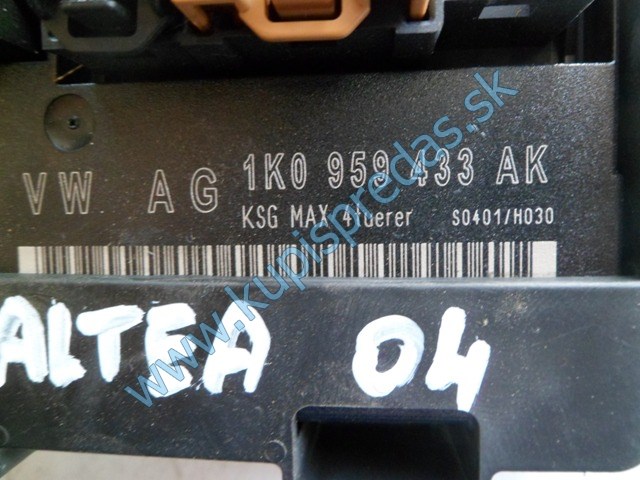 VW AG 1K0 959 433 AK
KSG MAX 4tuerer S0401/H030
ALTEA 04
www.kupispredas.sk